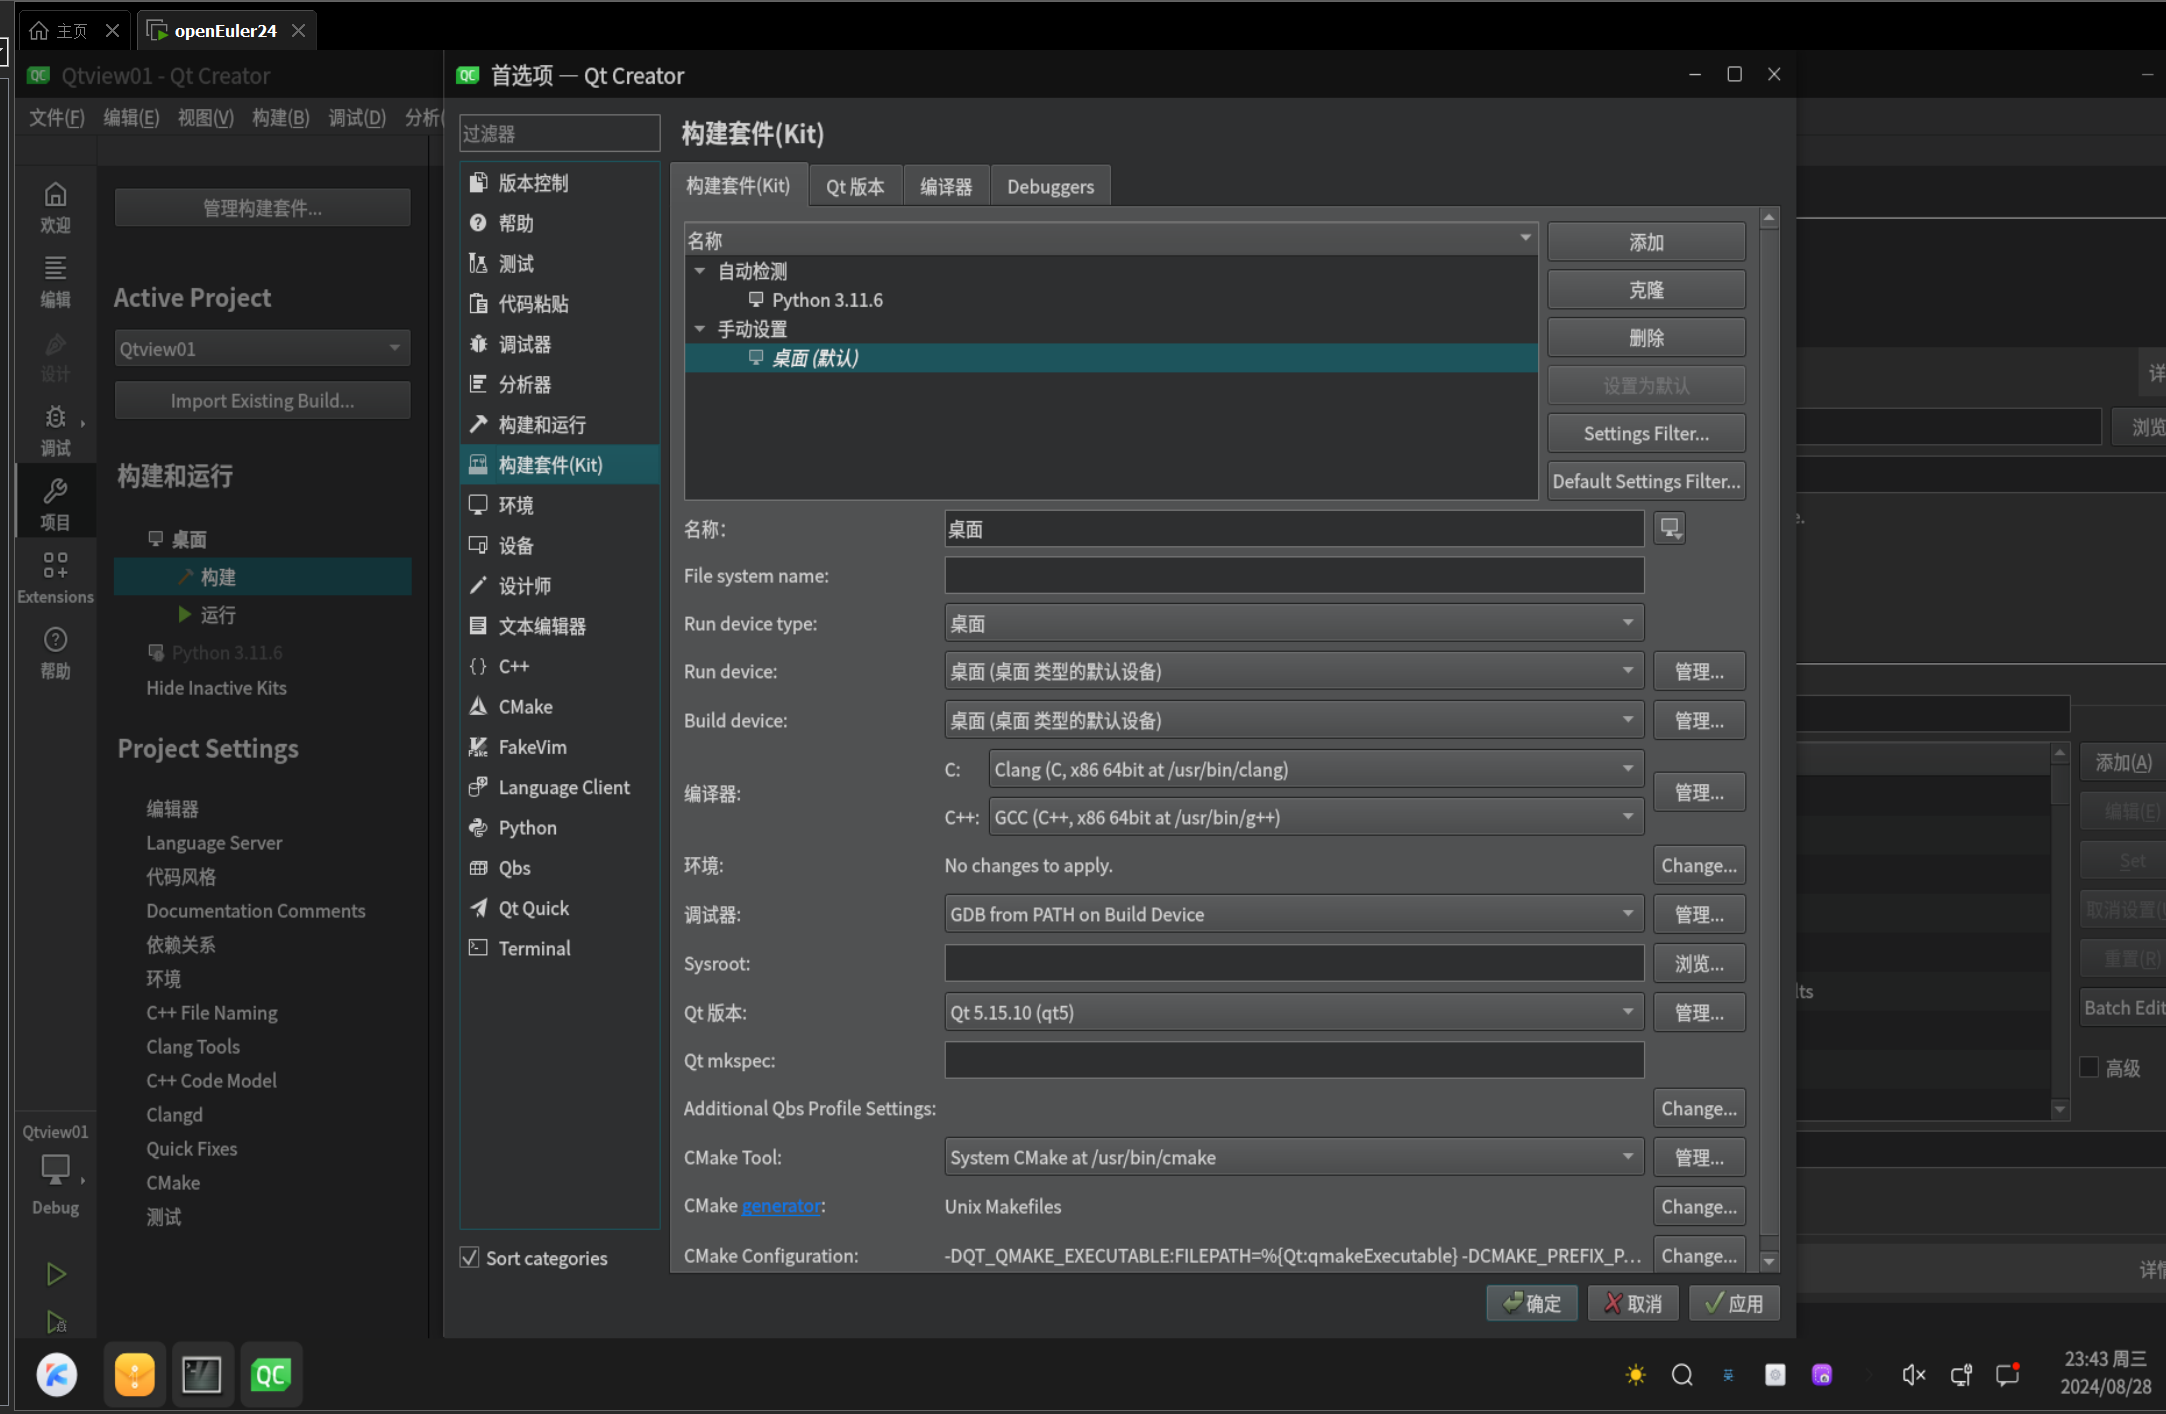 主页
openEuler24
Qtview01 - Qt Creator
文件(F) 编辑(E) 视图(V) 构建(B) 调试(D) 分析(
欢迎
编辑
设计
调试
项目
Extensions
帮助
Qtview01
Debug
管理构建套件...
Active Project
Qtview01
Import Existing Build...
构建和运行
桌面
构建
运行
Python 3.11.6
Hide Inactive Kits
Project Settings
编辑器
Language Server
代码风格
Documentation Comments
依赖关系
环境
C++ File Naming
Clang Tools
C++ Code Model
Clangd
Quick Fixes
CMake
测试
首选项 — Qt Creator
过滤器
版本控制
帮助
测试
代码粘贴
调试器
分析器
构建和运行
构建套件(Kit)
环境
设备
设计师
文本编辑器
C++
CMake
FakeVim
Language Client
Python
Qbs
Qt Quick
Terminal
Sort categories
构建套件(Kit)
构建套件(Kit) Qt 版本 编译器 Debuggers
名称
自动检测
Python 3.11.6
手动设置
桌面 (默认)
添加
克隆
删除
设置为默认
Settings Filter...
Default Settings Filter...
名称: 桌面
File system name:
Run device type: 桌面
Run device: 桌面 (桌面 类型的默认设备) 管理...
Build device: 桌面 (桌面 类型的默认设备) 管理...
编译器: C: Clang (C, x86 64bit at /usr/bin/clang) 管理...
C++: GCC (C++, x86 64bit at /usr/bin/g++)
环境: No changes to apply. Change...
调试器: GDB from PATH on Build Device 管理...
Sysroot: 浏览...
Qt 版本: Qt 5.15.10 (qt5) 管理...
Qt mkspec:
Additional Qbs Profile Settings: Change...
CMake Tool: System CMake at /usr/bin/cmake 管理...
CMake generator: Unix Makefiles Change...
CMake Configuration: -DQT_QMAKE_EXECUTABLE:FILEPATH=%{Qt:qmakeExecutable} -DCMAKE_PREFIX_P... Change...
确定 取消 应用
详
浏览
e.
添加(A)
编辑(E)
Set
取消设置(
重置(R)
lts
Batch Edit
高级
详情
QC
英
23:43 周三
2024/08/28